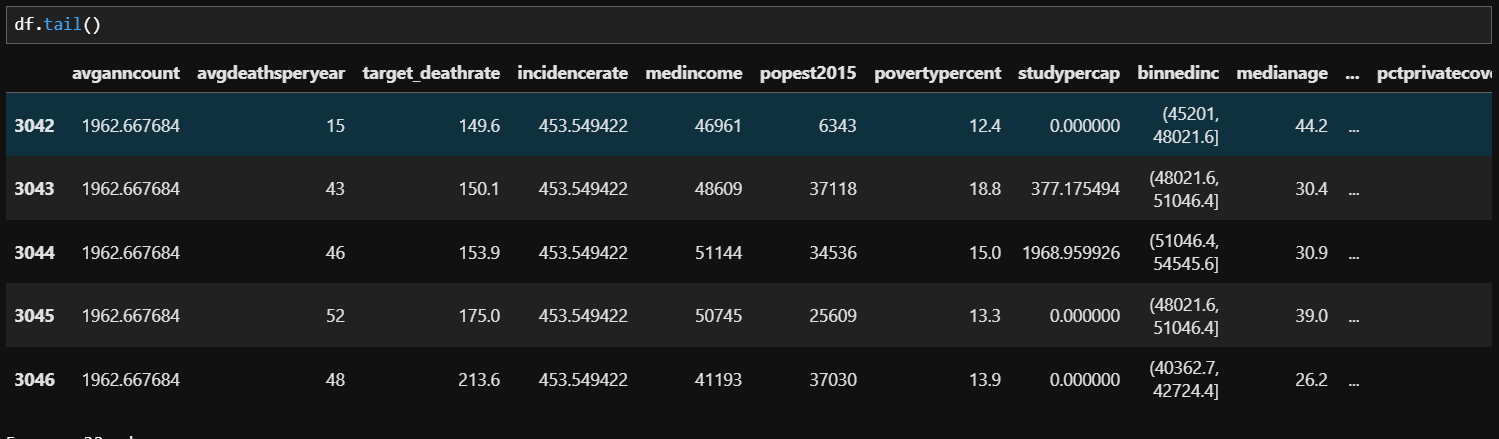 df.tail()
avganncount avgdeathsperyear target_deathrate incidencerate medincome popest2015 povertypercent studypercap binnedinc medianage ... pctprivatecove
3042 1962.667684 15 149.6 453.549422 46961 6343 12.4 0.000000 (45201, 44.2 ...
48021.6]
3043 1962.667684 43 150.1 453.549422 48609 37118 18.8 377.175494 (48021.6, 30.4 ...
51046.4]
3044 1962.667684 46 153.9 453.549422 51144 34536 15.0 1968.959926 (51046.4, 30.9 ...
54545.6]
3045 1962.667684 52 175.0 453.549422 50745 25609 13.3 0.000000 (48021.6, 39.0 ...
51046.4]
3046 1962.667684 48 213.6 453.549422 41193 37030 13.9 0.000000 (40362.7, 26.2 ...
42724.4]